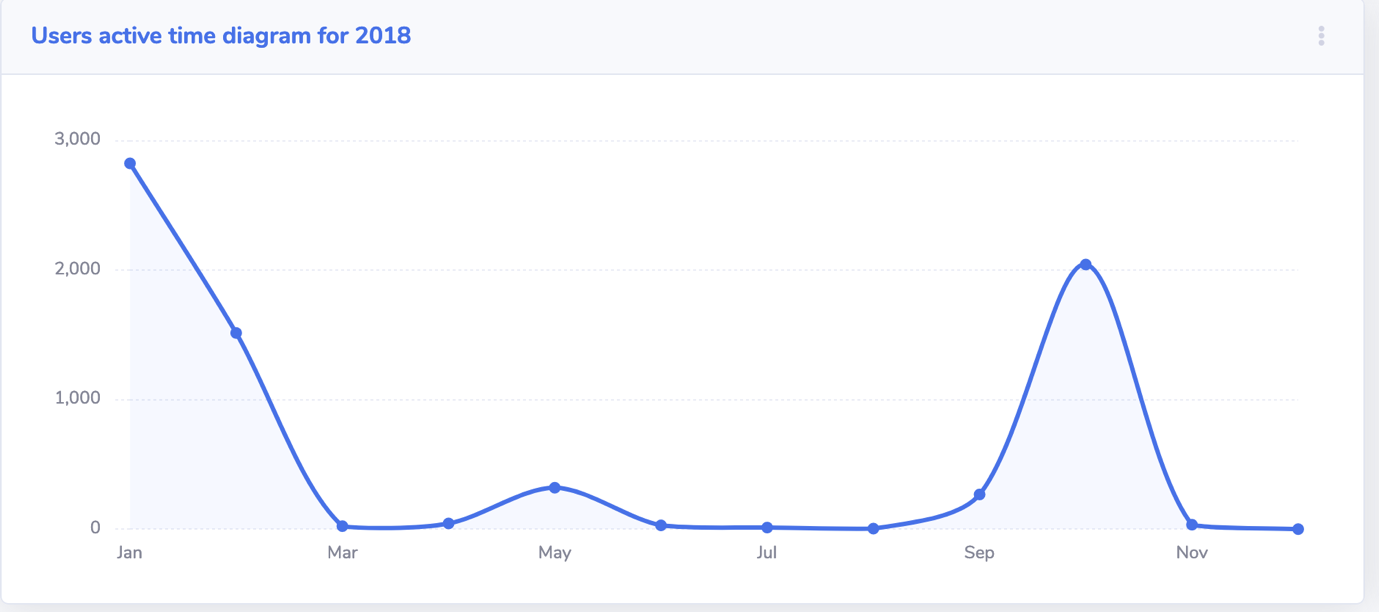 Users active time diagram for 2018
3,000
2,000
1,000
0
Jan Mar May Jul Sep Nov